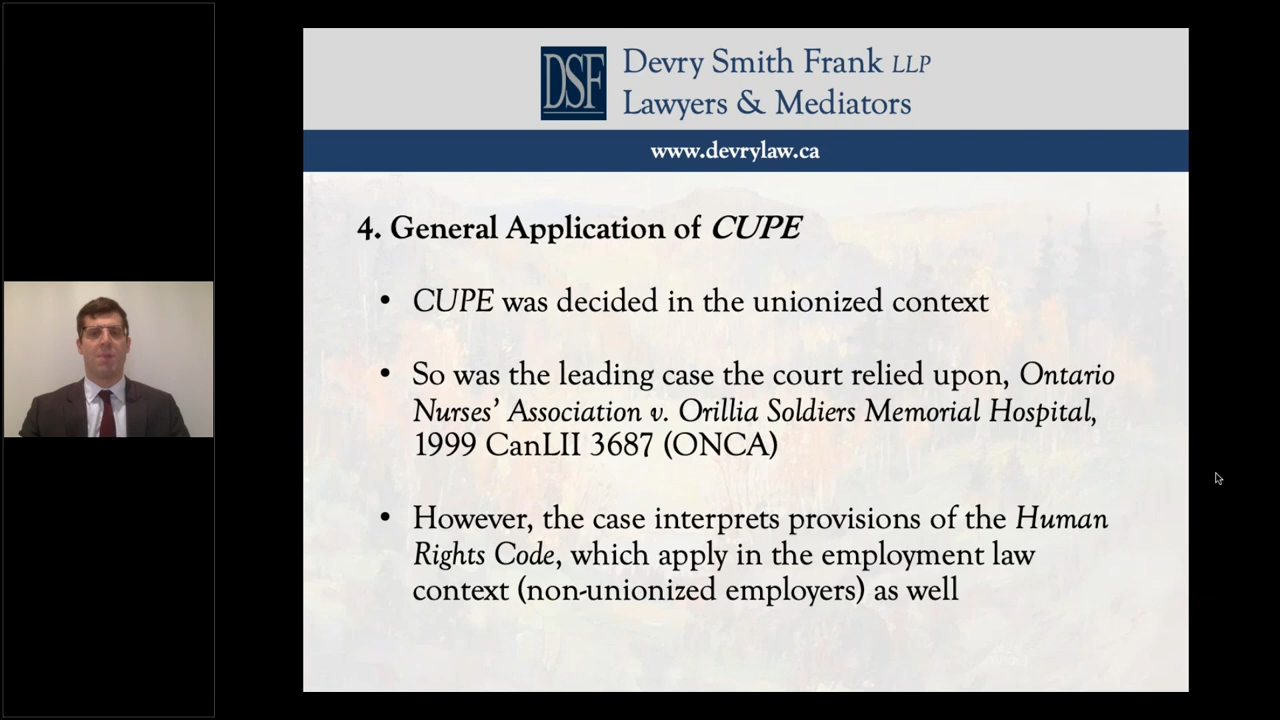 DSF
Devry Smith Frank LLP
Lawyers & Mediators
www.devrylaw.ca
4. General Application of CUPE
• CUPE was decided in the unionized context
• So was the leading case the court relied upon, Ontario
Nurses’ Association v. Orillia Soldiers Memorial Hospital,
1999 CanLII 3687 (ONCA)
• However, the case interprets provisions of the Human
Rights Code, which apply in the employment law
context (non-unionized employers) as well